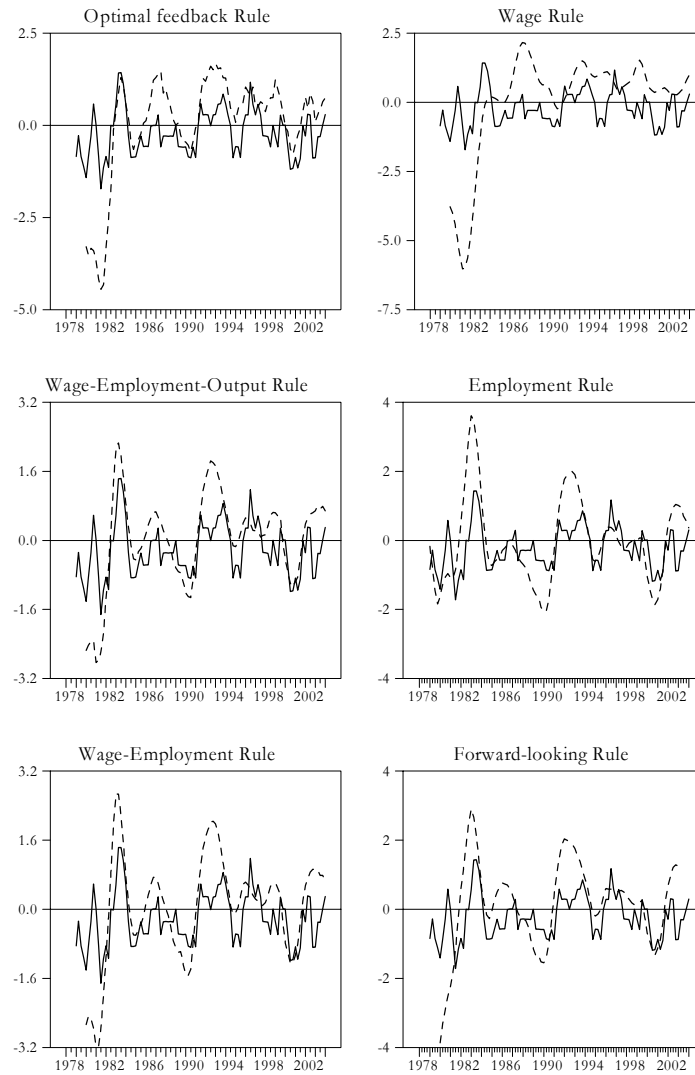 Optimal feedback Rule
2.5
0.0
-2.5
-5.0
1978 1982 1986 1990 1994 1998 2002
Wage Rule
2.5
0.0
-2.5
-5.0
-7.5
1978 1982 1986 1990 1994 1998 2002
Wage-Employment-Output Rule
3.2
1.6
0.0
-1.6
-3.2
1978 1982 1986 1990 1994 1998 2002
Employment Rule
4
2
0
-2
-4
1978 1982 1986 1990 1994 1998 2002
Wage-Employment Rule
3.2
1.6
0.0
-1.6
-3.2
1978 1982 1986 1990 1994 1998 2002
Forward-looking Rule
4
2
0
-2
-4
1978 1982 1986 1990 1994 1998 2002